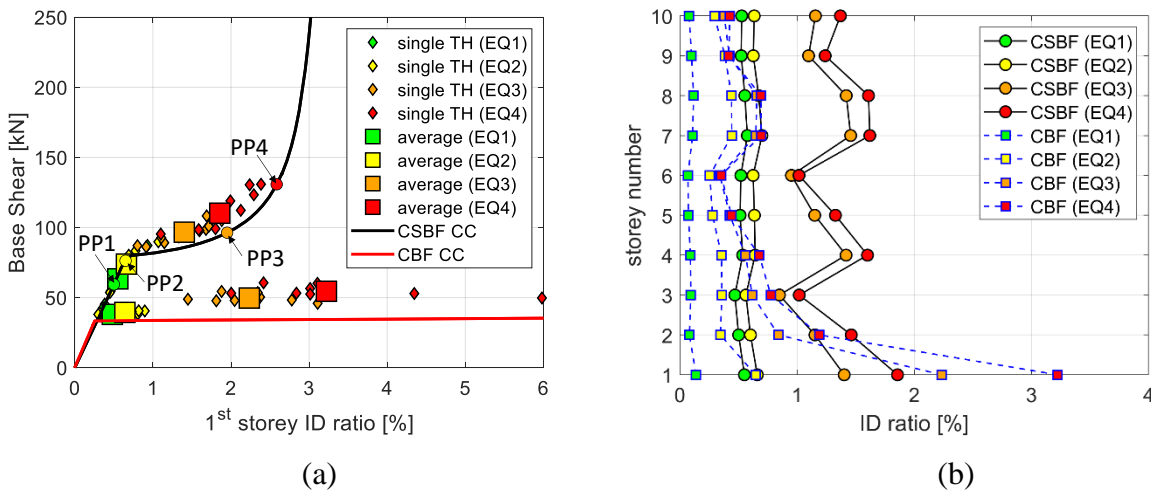 250
200
150
100
50
0
Base Shear [kN]
0
1
2
3
4
5
6
1st storey ID ratio [%]
PP1
PP2
PP3
PP4
single TH (EQ1)
single TH (EQ2)
single TH (EQ3)
single TH (EQ4)
average (EQ1)
average (EQ2)
average (EQ3)
average (EQ4)
CSBF CC
CBF CC
(a)
10
9
8
7
6
5
4
3
2
1
storey number
0
1
2
3
4
ID ratio [%]
CSBF (EQ1)
CSBF (EQ2)
CSBF (EQ3)
CSBF (EQ4)
CBF (EQ1)
CBF (EQ2)
CBF (EQ3)
CBF (EQ4)
(b)